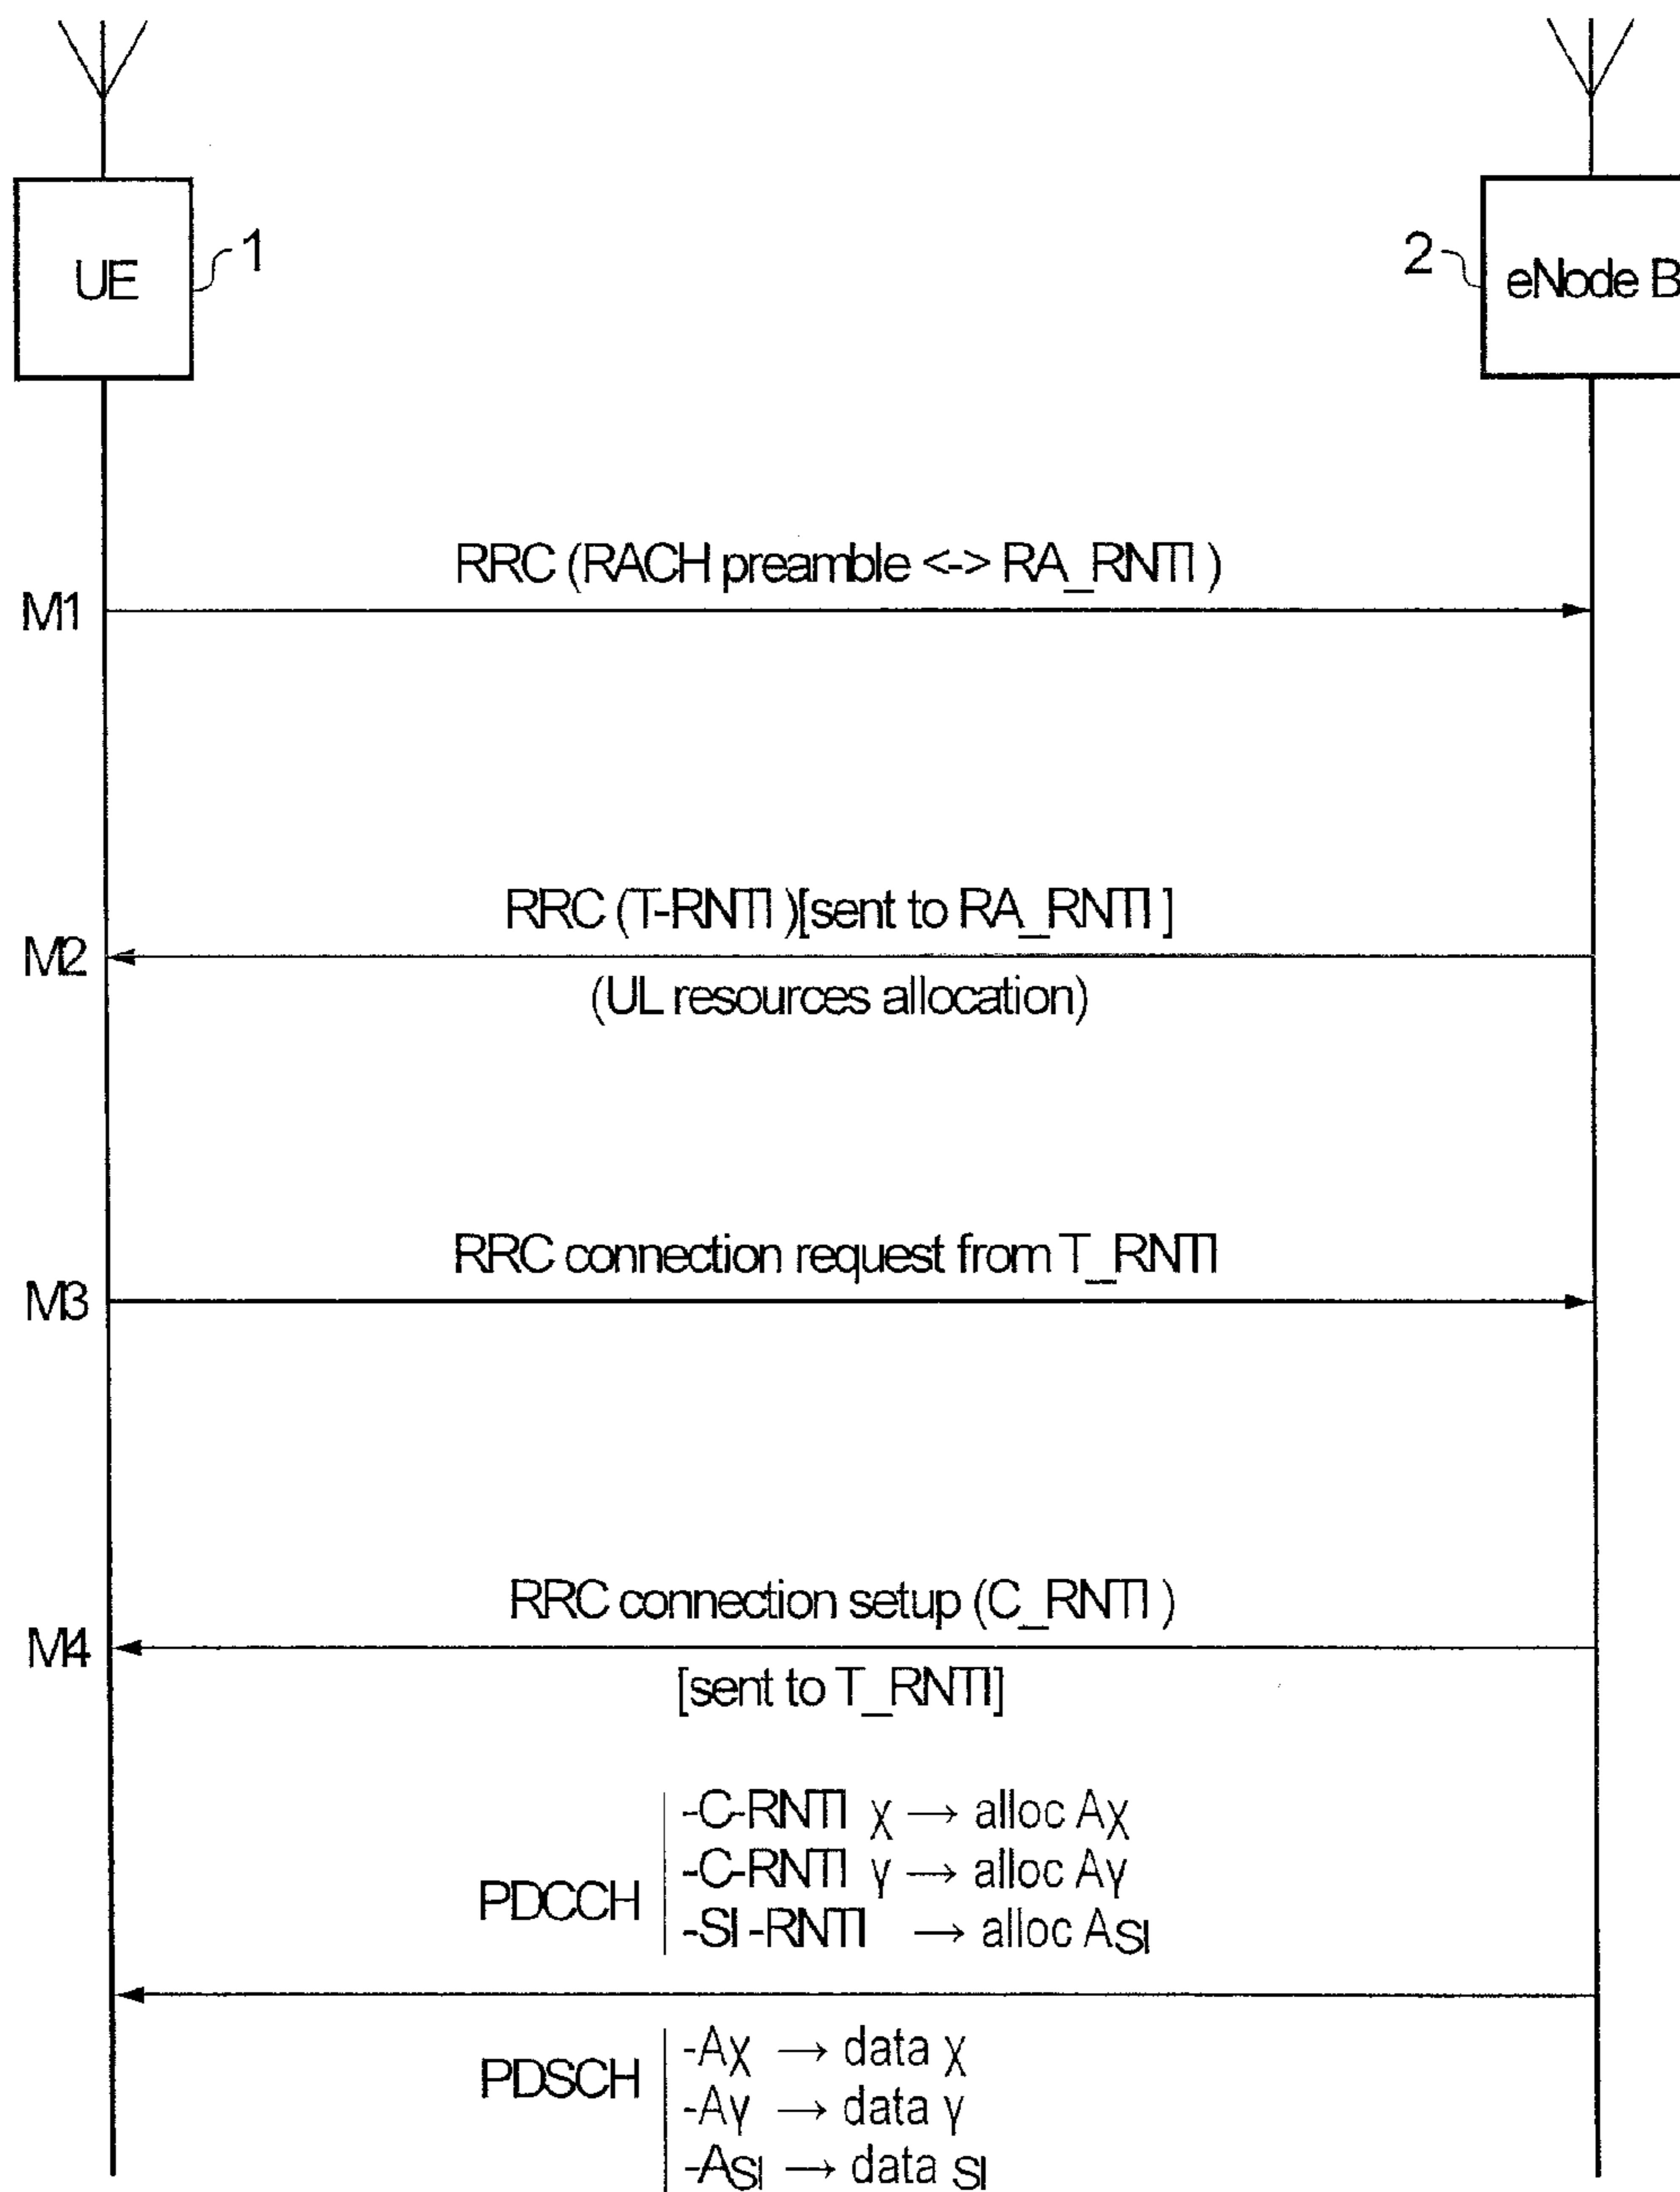 UE
1
2
eNode B
RRC (RACH preamble <-> RA_RNTI )
M1
RRC (T-RNTI )[sent to RA_RNTI ]
M2
(UL resources allocation)
RRC connection request from T_RNTI
M3
RRC connection setup (C_RNTI )
M4
[sent to T_RNTI]
PDCCH
-C-RNTI χ → alloc Aχ
-C-RNTI γ → alloc Aγ
-SI -RNTI → alloc ASI
PDSCH
-Aχ → data χ
-Aγ → data γ
-ASI → data SI